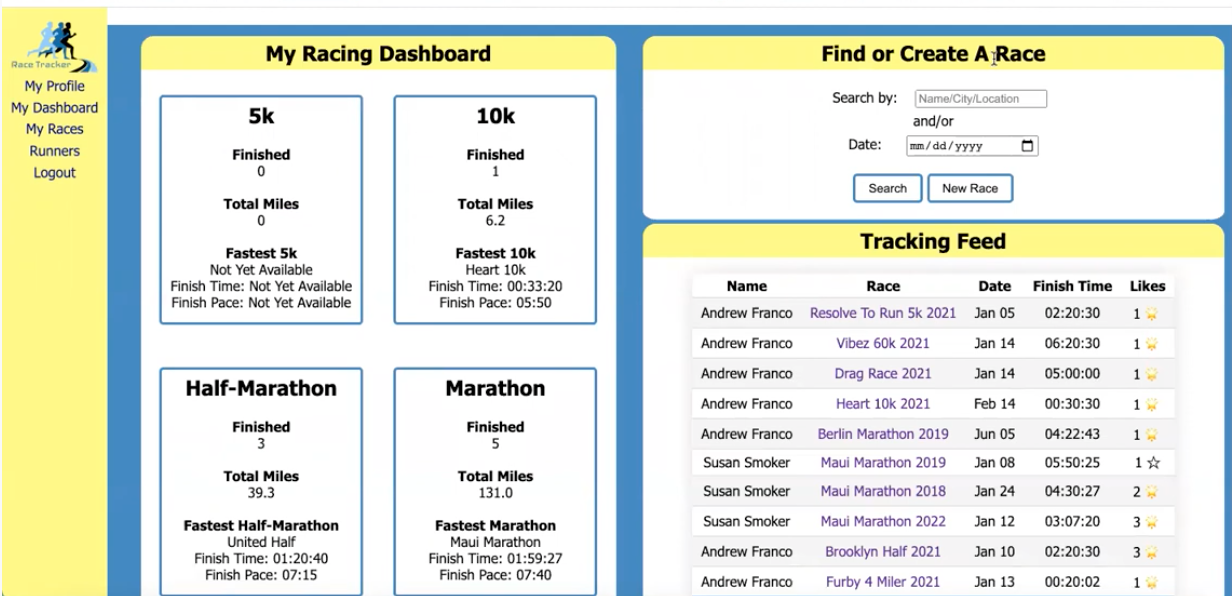 Race Tracker
My Profile
My Dashboard
My Races
Runners
Logout
My Racing Dashboard
5k
Finished
0
Total Miles
0
Fastest 5k
Not Yet Available
Finish Time: Not Yet Available
Finish Pace: Not Yet Available
10k
Finished
1
Total Miles
6.2
Fastest 10k
Heart 10k
Finish Time: 00:33:20
Finish Pace: 05:50
Half-Marathon
Finished
3
Total Miles
39.3
Fastest Half-Marathon
United Half
Finish Time: 01:20:40
Finish Pace: 07:15
Marathon
Finished
5
Total Miles
131.0
Fastest Marathon
Maui Marathon
Finish Time: 01:59:27
Finish Pace: 07:40
Find or Create A Race
Search by: Name/City/Location
and/or
Date: mm/dd/yyyy
Search New Race
Tracking Feed
Name Race Date Finish Time Likes
Andrew Franco Resolve To Run 5k 2021 Jan 05 02:20:30 1
Andrew Franco Vibez 60k 2021 Jan 14 06:20:30 1
Andrew Franco Drag Race 2021 Jan 14 05:00:00 1
Andrew Franco Heart 10k 2021 Feb 14 00:30:30 1
Andrew Franco Berlin Marathon 2019 Jun 05 04:22:43 1
Susan Smoker Maui Marathon 2019 Jan 08 05:50:25 1
Susan Smoker Maui Marathon 2018 Jan 24 04:30:27 2
Susan Smoker Maui Marathon 2022 Jan 12 03:07:20 3
Andrew Franco Brooklyn Half 2021 Jan 10 02:20:30 3
Andrew Franco Furby 4 Miler 2021 Jan 13 00:20:02 1